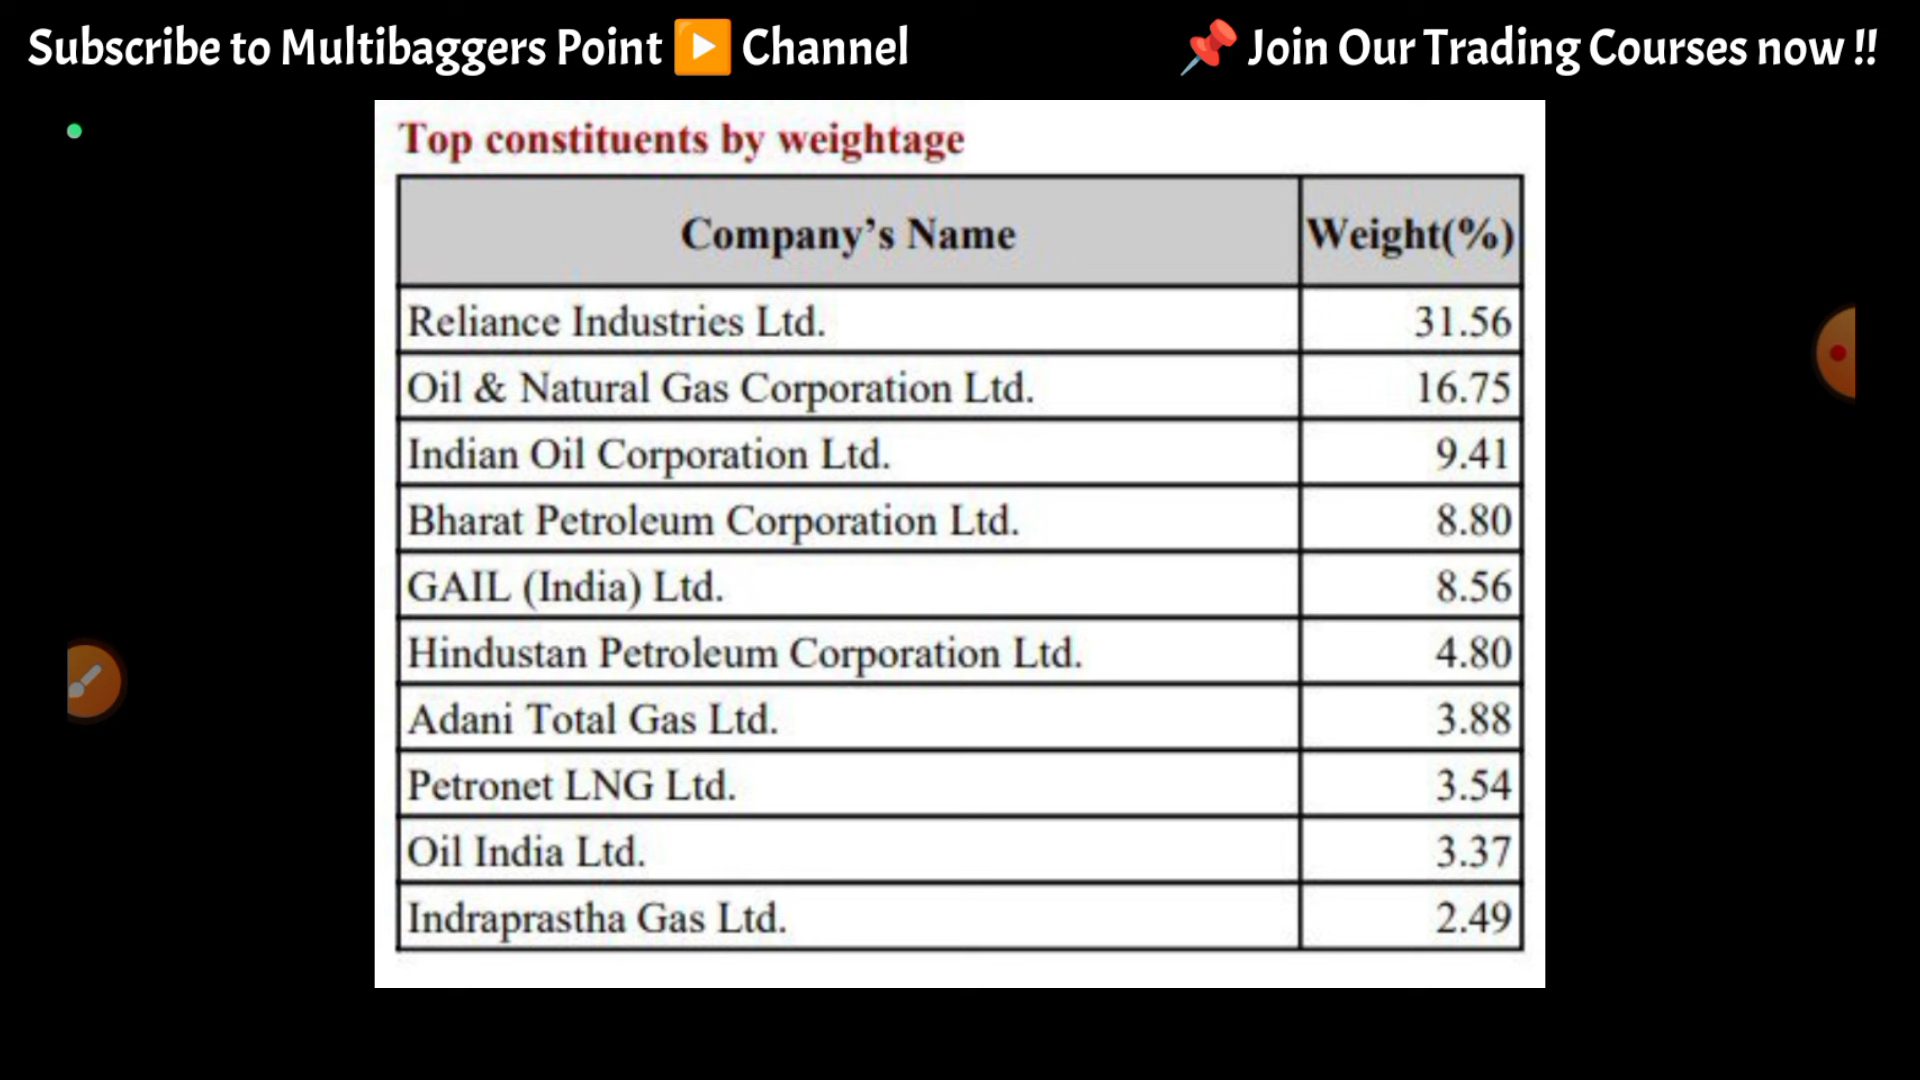 Subscribe to Multibaggers Point ▶️ Channel
📌 Join Our Trading Courses now !!
Top constituents by weightage
Company’s Name Weight(%)
Reliance Industries Ltd. 31.56
Oil & Natural Gas Corporation Ltd. 16.75
Indian Oil Corporation Ltd. 9.41
Bharat Petroleum Corporation Ltd. 8.80
GAIL (India) Ltd. 8.56
Hindustan Petroleum Corporation Ltd. 4.80
Adani Total Gas Ltd. 3.88
Petronet LNG Ltd. 3.54
Oil India Ltd. 3.37
Indraprastha Gas Ltd. 2.49